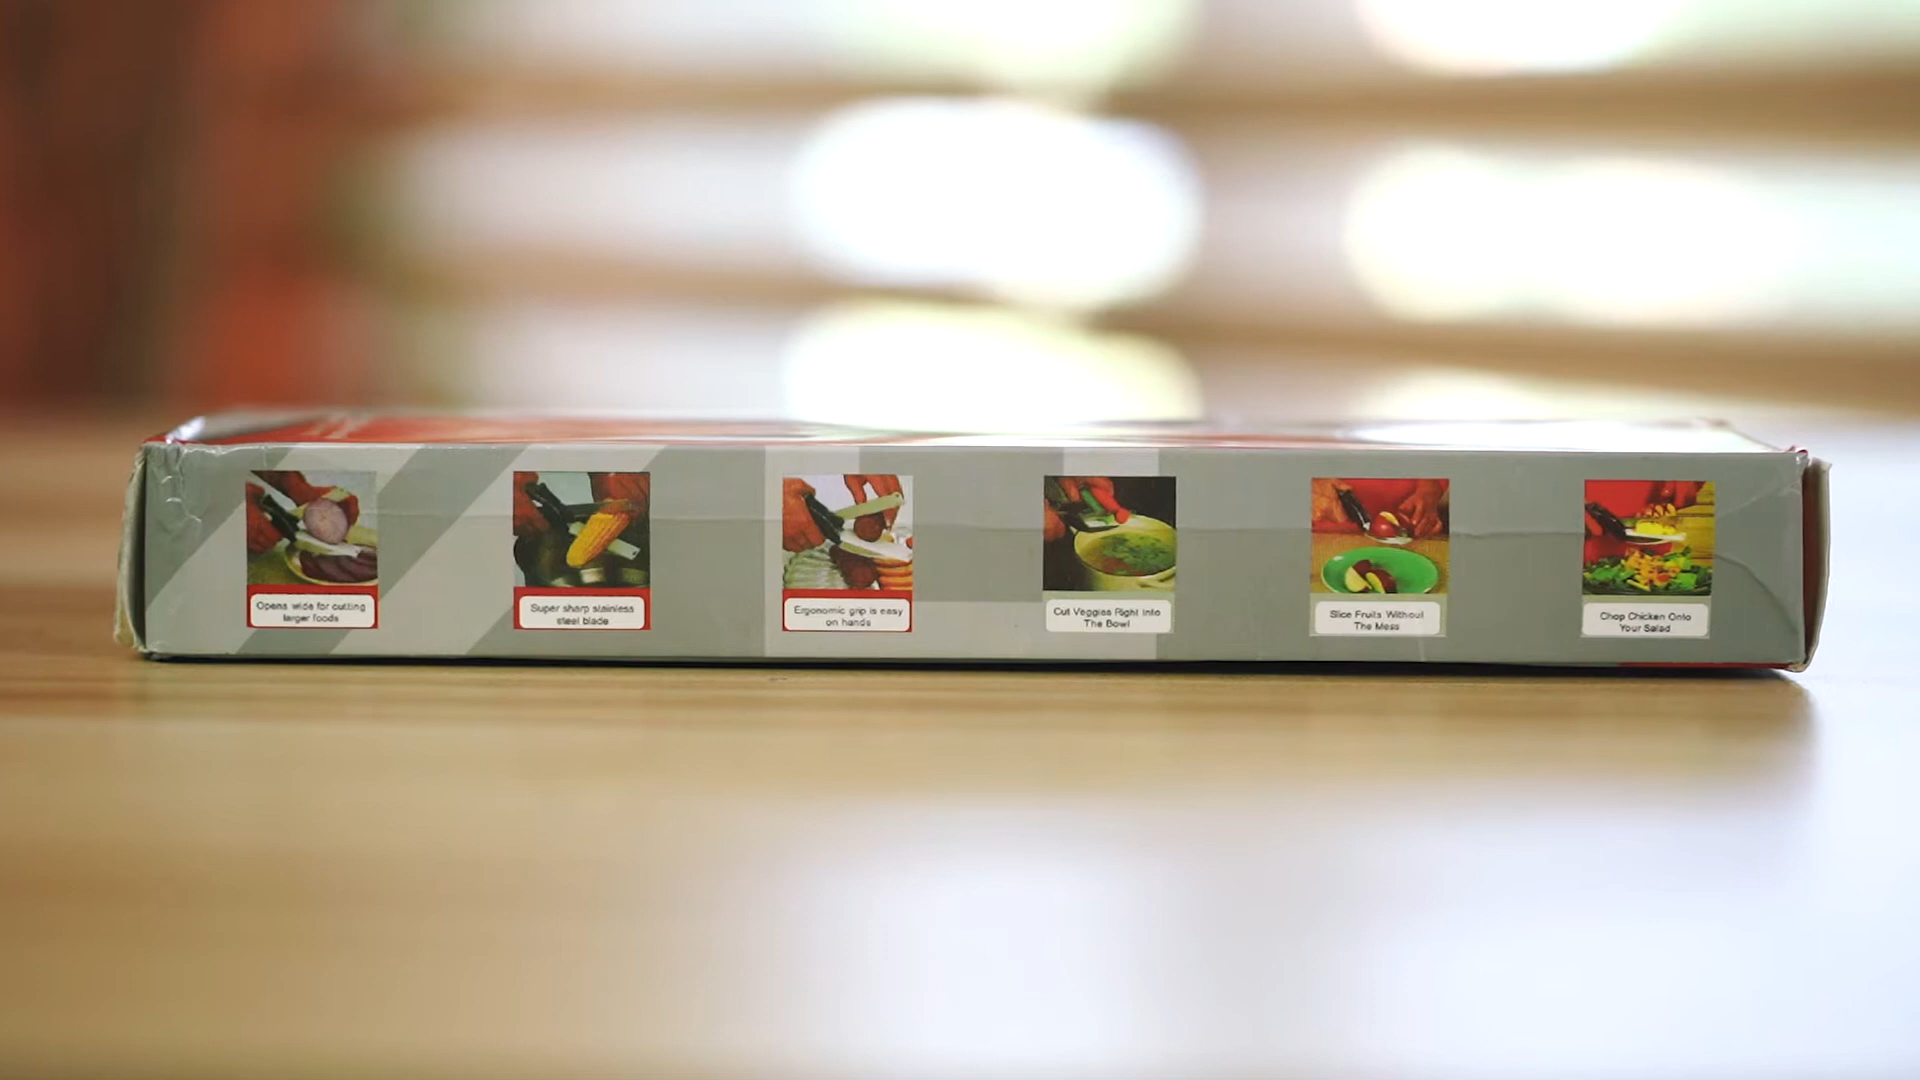 Opens wide for cutting
larger foods
Super sharp stainless
steel blade
Ergonomic grip is easy
on hands
Cut Veggies Right Into
The Bowl
Slice Fruits Without
The Mess
Chop Chicken Onto
Your Salad